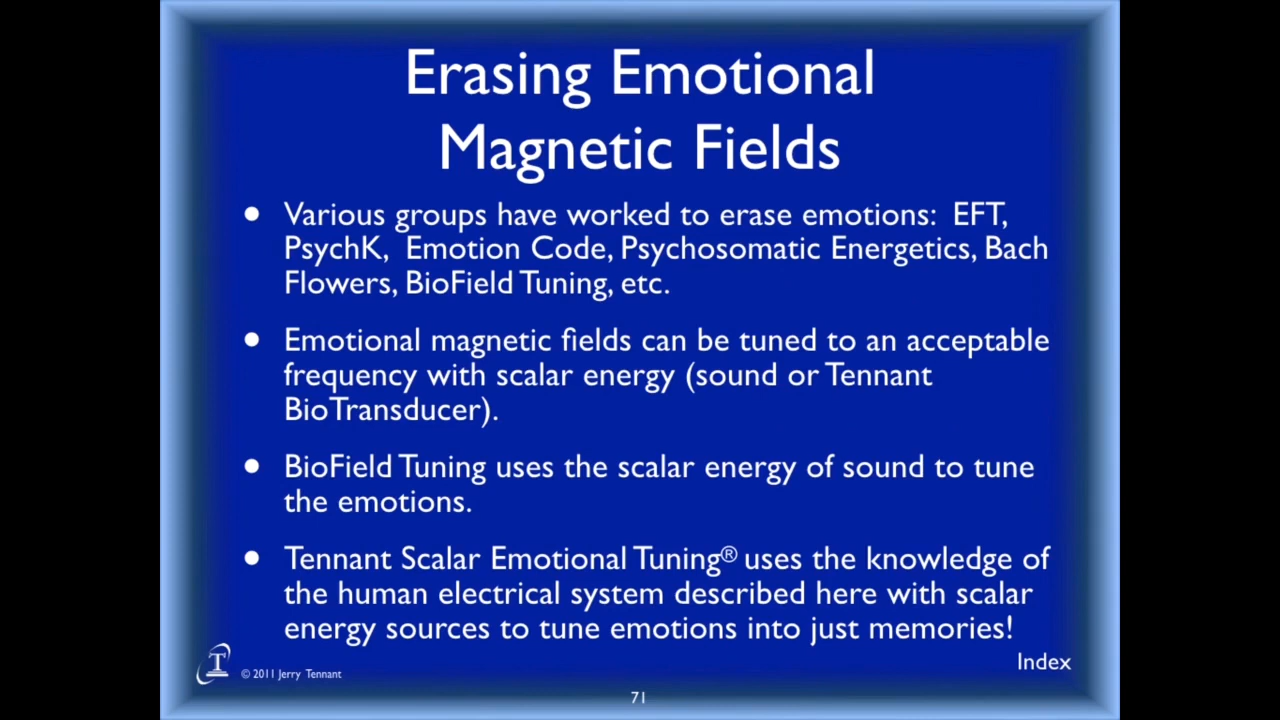 Erasing Emotional
Magnetic Fields
• Various groups have worked to erase emotions: EFT,
PsychK, Emotion Code, Psychosomatic Energetics, Bach
Flowers, BioField Tuning, etc.
• Emotional magnetic fields can be tuned to an acceptable
frequency with scalar energy (sound or Tennant
BioTransducer).
• BioField Tuning uses the scalar energy of sound to tune
the emotions.
• Tennant Scalar Emotional Tuning® uses the knowledge of
the human electrical system described here with scalar
energy sources to tune emotions into just memories!
Index
T © 2011 Jerry Tennant
71